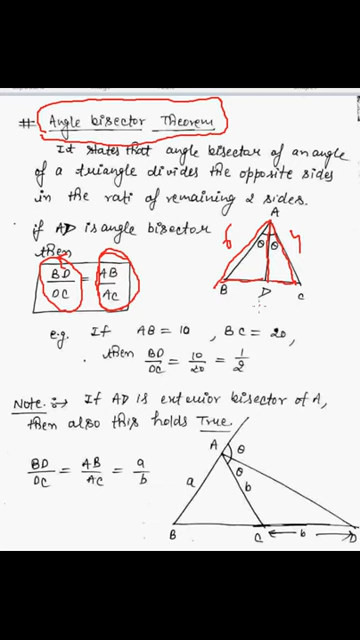 # Angle bisector Theorem
It states that angle bisector of an angle
of a triangle divides the opposite sides
in the rati of remaining 2 sides.
if AD is angle bisector
then
BD/DC = AB/AC
A
6
θ θ
4
B
D
C
e.g. If AB = 10 , BC = 20,
then BD/DC = 10/20 = 1/2
Note :→ If AD is exterior bisector of A,
then also this holds True.
A
θ
θ
BD/DC = AB/AC = a/b
a
b
B
C
b
D